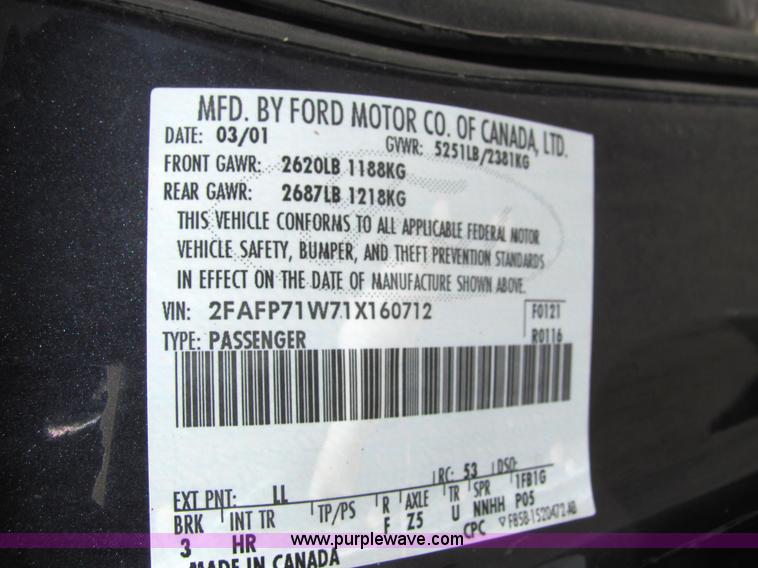 MFD. BY FORD MOTOR CO. OF CANADA, LTD.
DATE: 03/01 GVWR: 5251LB/2381KG
FRONT GAWR: 2620LB 1188KG
REAR GAWR: 2687LB 1218KG
THIS VEHICLE CONFORMS TO ALL APPLICABLE FEDERAL MOTOR
VEHICLE SAFETY, BUMPER, AND THEFT PREVENTION STANDARDS
IN EFFECT ON THE DATE OF MANUFACTURE SHOWN ABOVE.
VIN: 2FAFP71W71X160712 F0121
TYPE: PASSENGER R0116
RC: 53 DSO:
EXT PNT: LL 1FB1G
BRK INT TR TP/PS R AXLE TR SPR P05
3 HR F Z5 U NNHH
MADE IN CANADA CPC
www.purplewave.com